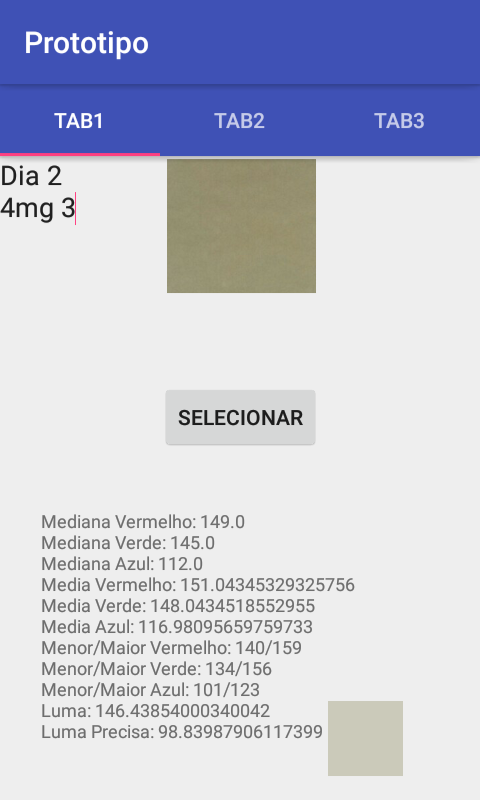 Prototipo
TAB1 TAB2 TAB3
Dia 2
4mg 3
SELECIONAR
Mediana Vermelho: 149.0
Mediana Verde: 145.0
Mediana Azul: 112.0
Media Vermelho: 151.04345329325756
Media Verde: 148.0434518552955
Media Azul: 116.98095659759733
Menor/Maior Vermelho: 140/159
Menor/Maior Verde: 134/156
Menor/Maior Azul: 101/123
Luma: 146.43854000340042
Luma Precisa: 98.83987906117399